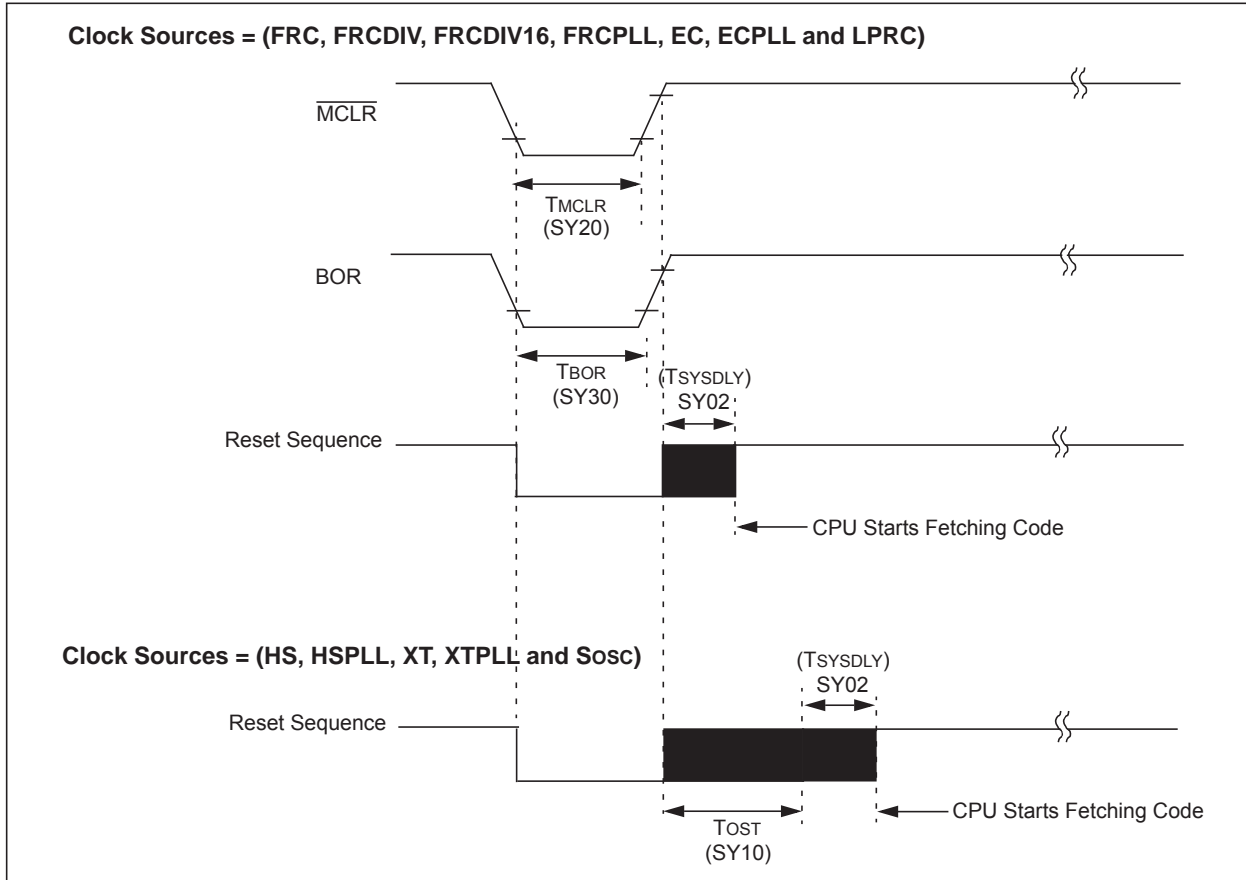 Clock Sources = (FRC, FRCDIV, FRCDIV16, FRCPLL, EC, ECPLL and LPRC)
MCLR
TMCLR
(SY20)
BOR
TBOR
(SY30)
(TSYSDLY)
SY02
Reset Sequence
CPU Starts Fetching Code
Clock Sources = (HS, HSPLL, XT, XTPLL and SOSC)
(TSYSDLY)
SY02
Reset Sequence
CPU Starts Fetching Code
TOST
(SY10)